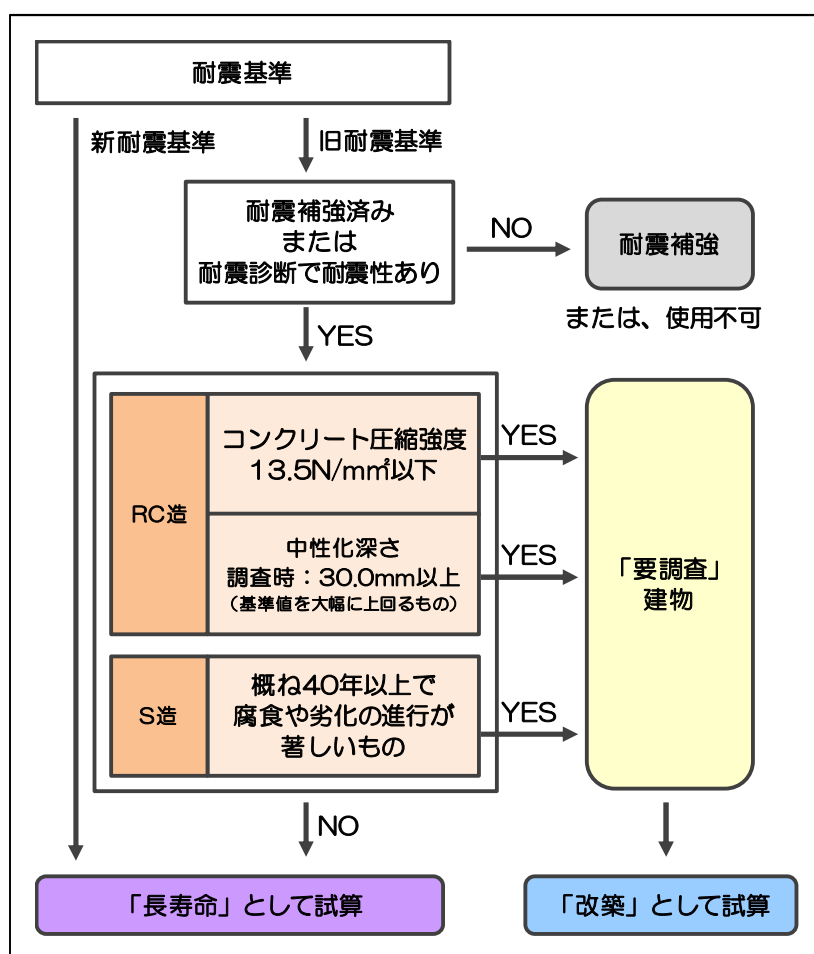 耐震基準
新耐震基準
旧耐震基準
耐震補強済み
または
耐震診断で耐震性あり
NO
耐震補強
または、使用不可
YES
RC造
コンクリート圧縮強度
13.5N/m㎡以下
YES
中性化深さ
調査時：30.0mm以上
（基準値を大幅に上回るもの）
YES
S造
概ね40年以上で
腐食や劣化の進行が
著しいもの
YES
「要調査」
建物
NO
「長寿命」として試算
「改築」として試算